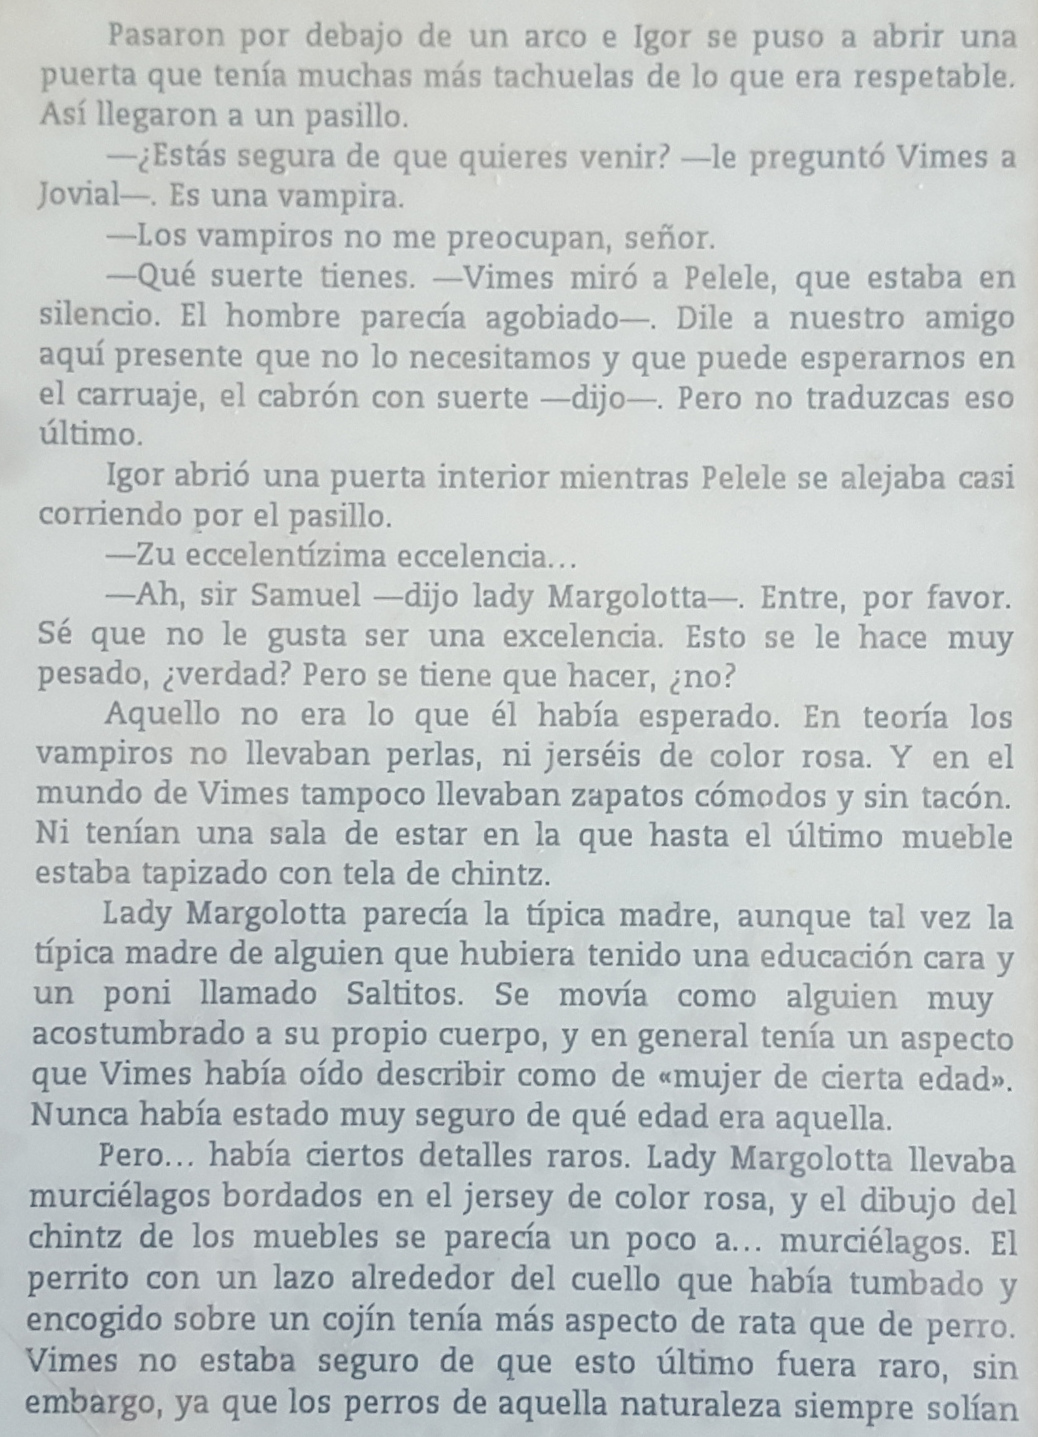 Pasaron por debajo de un arco e Igor se puso a abrir una
puerta que tenía muchas más tachuelas de lo que era respetable.
Así llegaron a un pasillo.
—¿Estás segura de que quieres venir? —le preguntó Vimes a
Jovial—. Es una vampira.
—Los vampiros no me preocupan, señor.
—Qué suerte tienes. —Vimes miró a Pelele, que estaba en
silencio. El hombre parecía agobiado—. Dile a nuestro amigo
aquí presente que no lo necesitamos y que puede esperarnos en
el carruaje, el cabrón con suerte —dijo—. Pero no traduzcas eso
último.
Igor abrió una puerta interior mientras Pelele se alejaba casi
corriendo por el pasillo.
—Zu eccelentízima eccelencia...
—Ah, sir Samuel —dijo lady Margolotta—. Entre, por favor.
Sé que no le gusta ser una excelencia. Esto se le hace muy
pesado, ¿verdad? Pero se tiene que hacer, ¿no?
Aquello no era lo que él había esperado. En teoría los
vampiros no llevaban perlas, ni jerséis de color rosa. Y en el
mundo de Vimes tampoco llevaban zapatos cómodos y sin tacón.
Ni tenían una sala de estar en la que hasta el último mueble
estaba tapizado con tela de chintz.
Lady Margolotta parecía la típica madre, aunque tal vez la
típica madre de alguien que hubiera tenido una educación cara y
un poni llamado Saltitos. Se movía como alguien muy
acostumbrado a su propio cuerpo, y en general tenía un aspecto
que Vimes había oído describir como de «mujer de cierta edad».
Nunca había estado muy seguro de qué edad era aquella.
Pero... había ciertos detalles raros. Lady Margolotta llevaba
murciélagos bordados en el jersey de color rosa, y el dibujo del
chintz de los muebles se parecía un poco a... murciélagos. El
perrito con un lazo alrededor del cuello que había tumbado y
encogido sobre un cojín tenía más aspecto de rata que de perro.
Vimes no estaba seguro de que esto último fuera raro, sin
embargo, ya que los perros de aquella naturaleza siempre solían